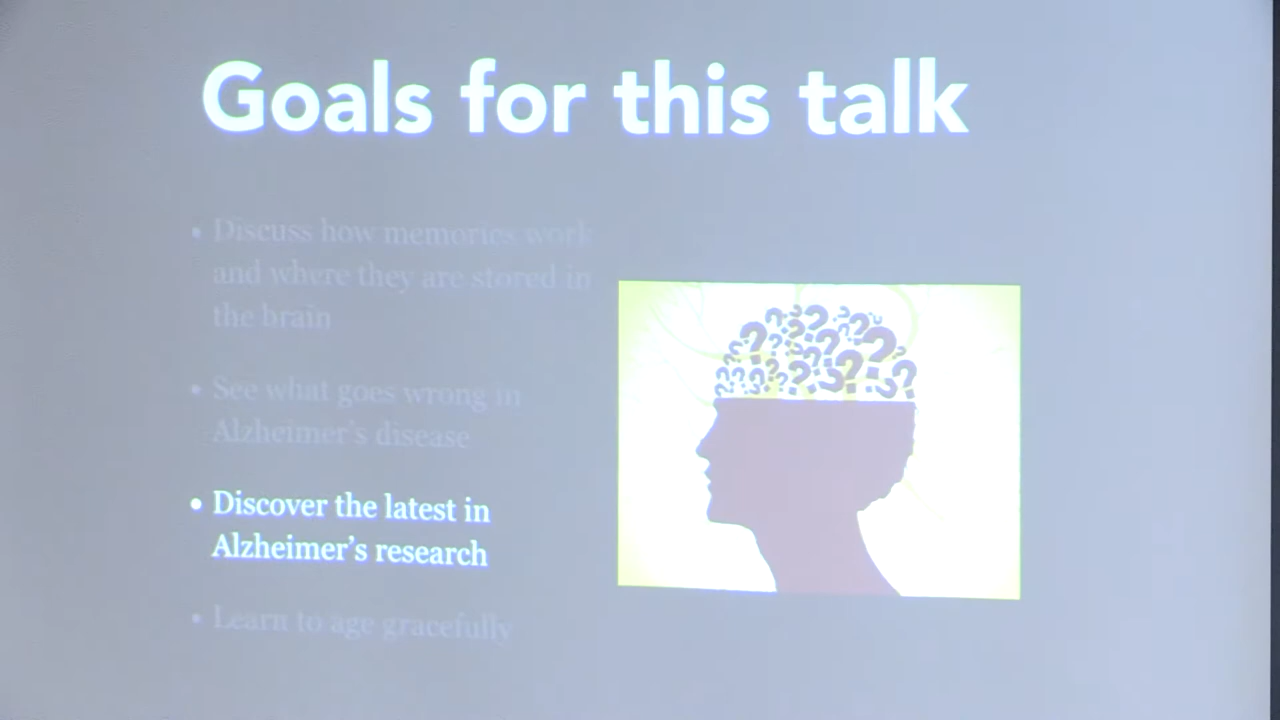 Goals for this talk
• Discuss how memories work
and where they are stored in
the brain
• See what goes wrong in
Alzheimer's disease
• Discover the latest in
Alzheimer's research
• Learn to age gracefully